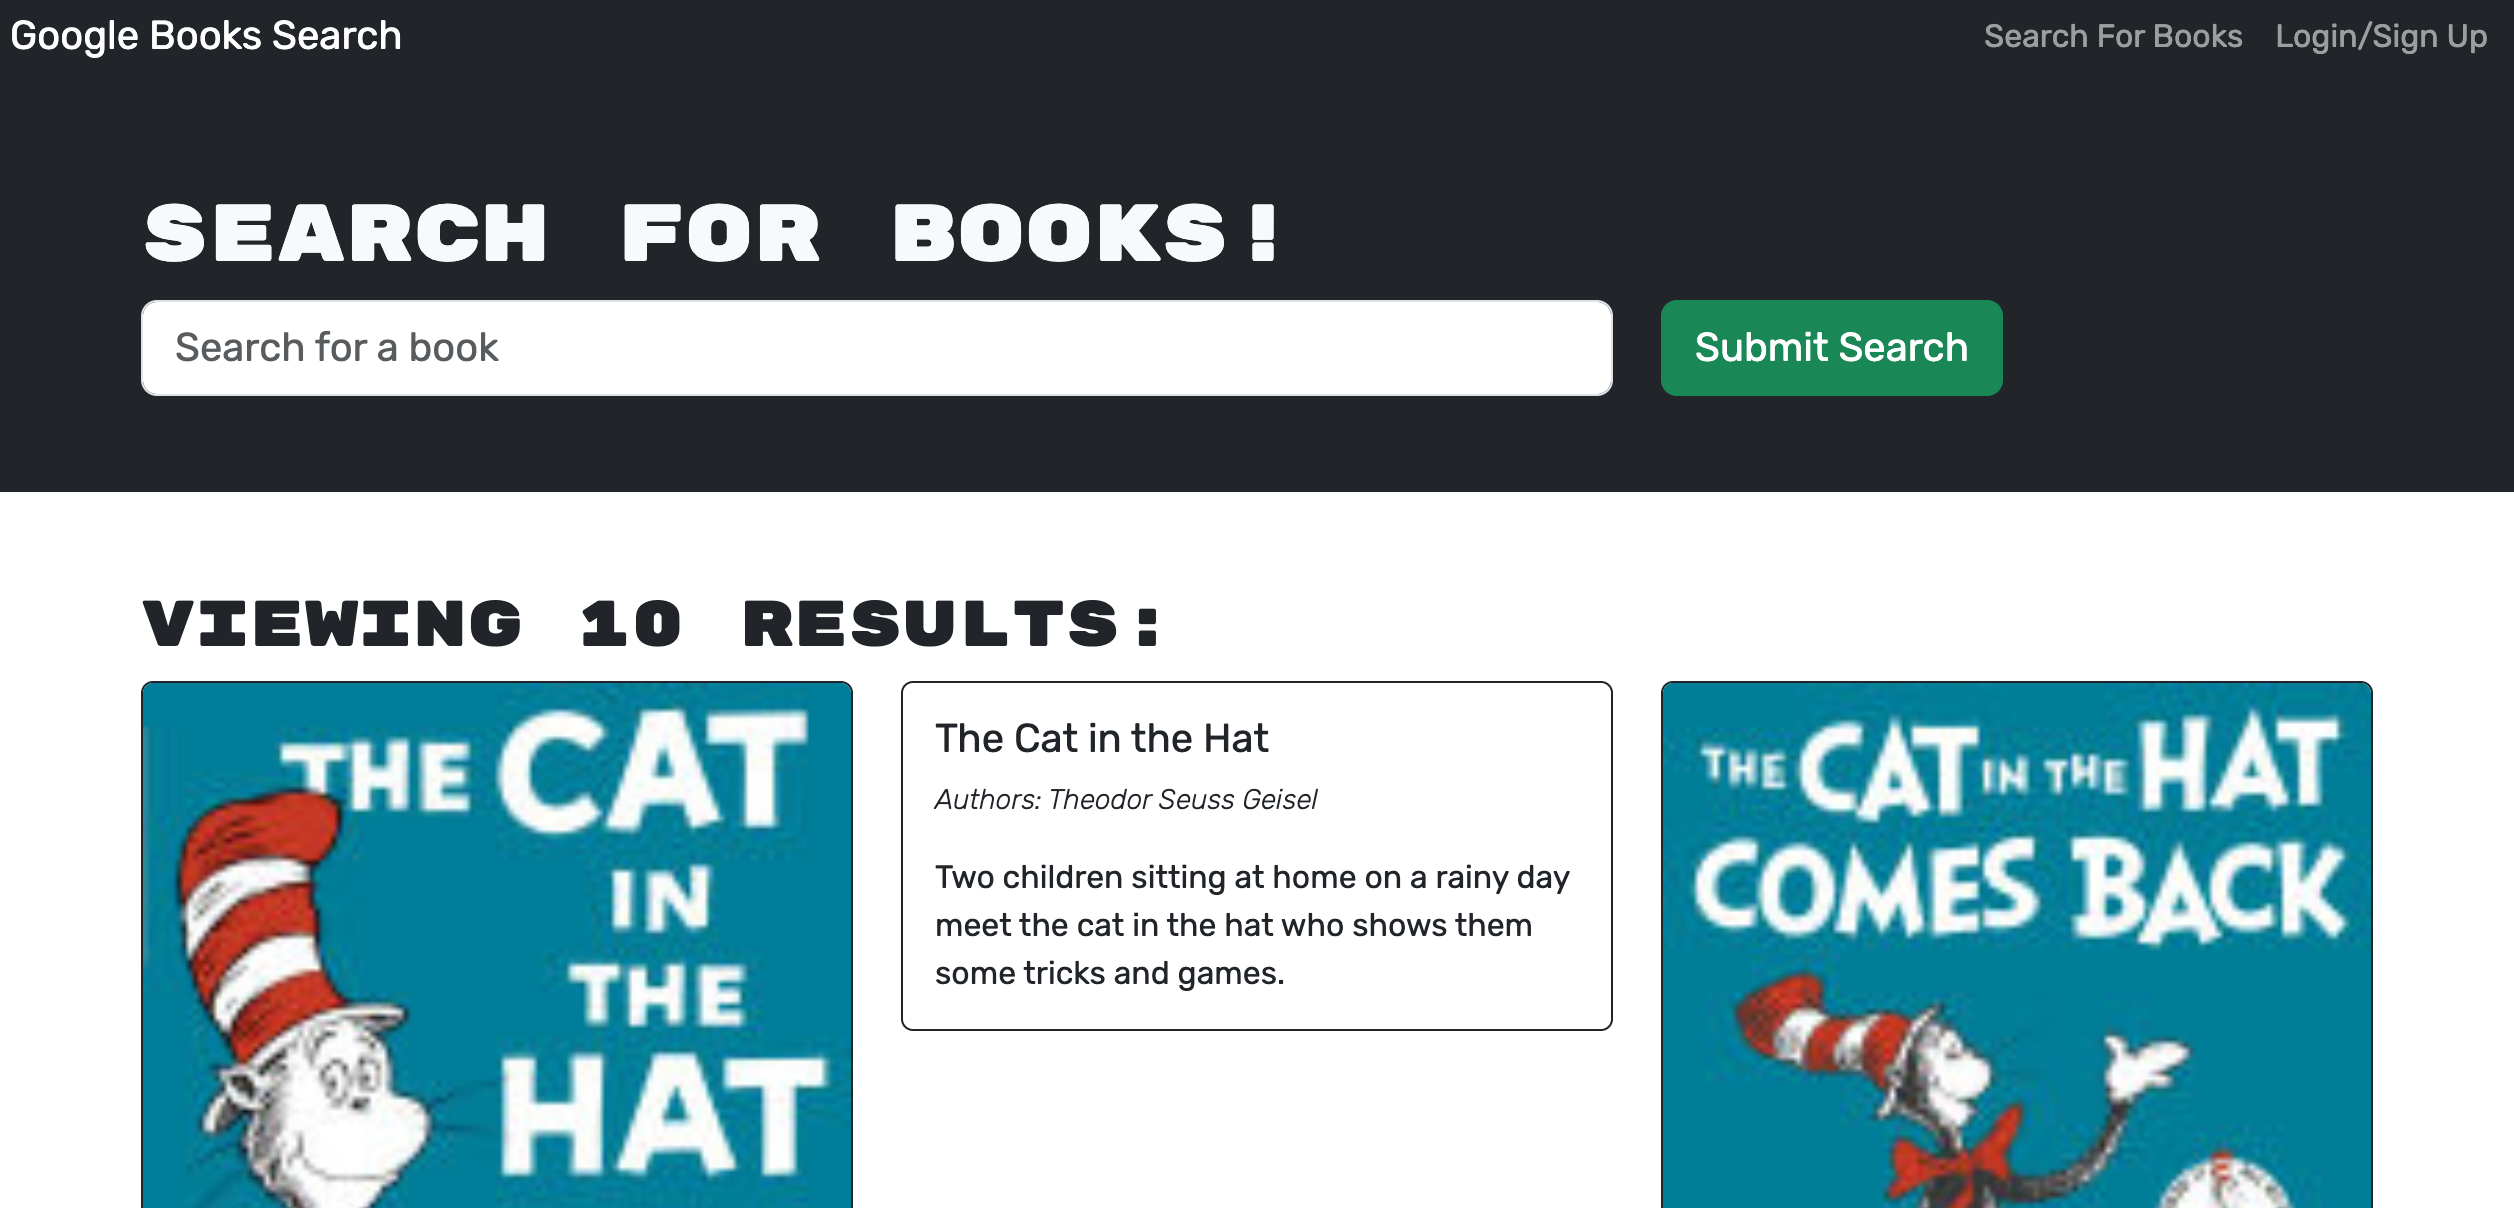 Google Books Search
Search For Books
Login/Sign Up
SEARCH FOR BOOKS!
Search for a book
Submit Search
VIEWING 10 RESULTS:
THE CAT
IN
THE
HAT
The Cat in the Hat
Authors: Theodor Seuss Geisel
Two children sitting at home on a rainy day
meet the cat in the hat who shows them
some tricks and games.
THE CAT IN THE HAT
COMES BACK